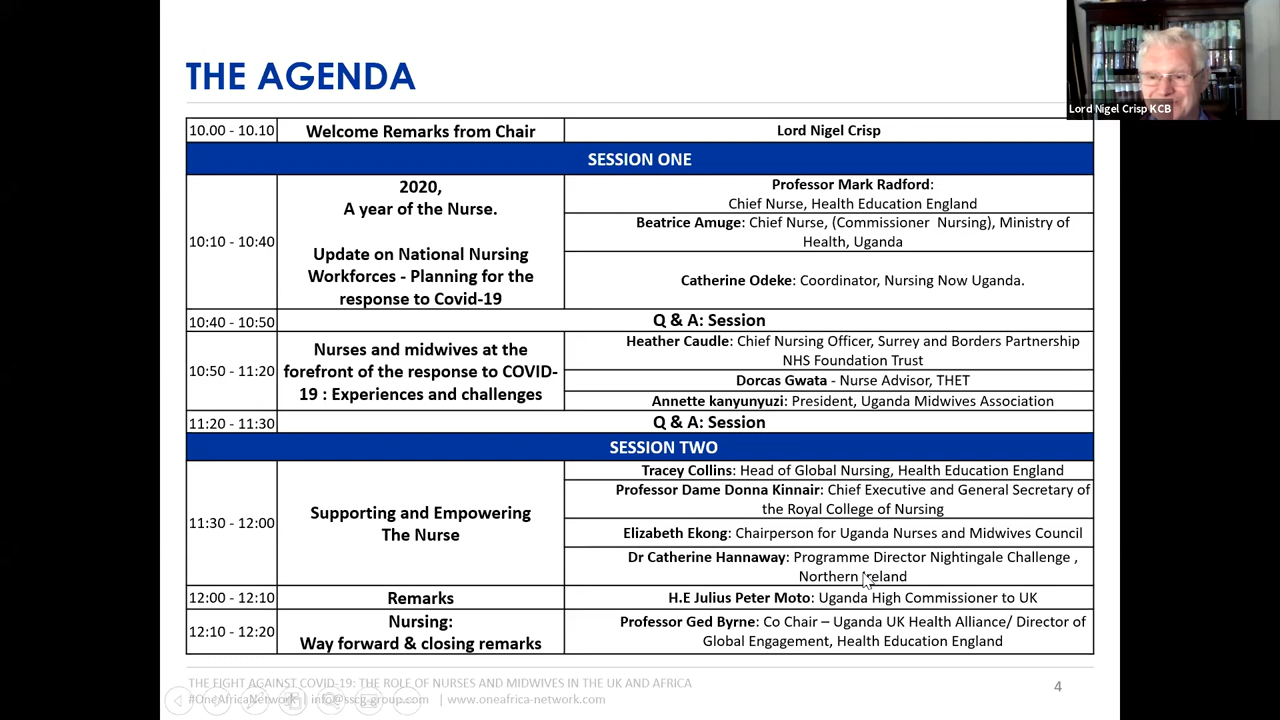 THE AGENDA
Lord Nigel Crisp KCB
10.00 - 10.10
Welcome Remarks from Chair
Lord Nigel Crisp
SESSION ONE
10:10 - 10:40
2020,
A year of the Nurse.
Update on National Nursing
Workforces - Planning for the
response to Covid-19
Professor Mark Radford:
Chief Nurse, Health Education England
Beatrice Amuge: Chief Nurse, (Commissioner Nursing), Ministry of
Health, Uganda
Catherine Odeke: Coordinator, Nursing Now Uganda.
10:40 - 10:50
Q & A: Session
10:50 - 11:20
Nurses and midwives at the
forefront of the response to COVID-
19 : Experiences and challenges
Heather Caudle: Chief Nursing Officer, Surrey and Borders Partnership
NHS Foundation Trust
Dorcas Gwata - Nurse Advisor, THET
Annette kanyunyuzi: President, Uganda Midwives Association
11:20 - 11:30
Q & A: Session
SESSION TWO
11:30 - 12:00
Supporting and Empowering
The Nurse
Tracey Collins: Head of Global Nursing, Health Education England
Professor Dame Donna Kinnair: Chief Executive and General Secretary of
the Royal College of Nursing
Elizabeth Ekong: Chairperson for Uganda Nurses and Midwives Council
Dr Catherine Hannaway: Programme Director Nightingale Challenge ,
Northern Ireland
12:00 - 12:10
Remarks
H.E Julius Peter Moto: Uganda High Commissioner to UK
12:10 - 12:20
Nursing:
Way forward & closing remarks
Professor Ged Byrne: Co Chair – Uganda UK Health Alliance/ Director of
Global Engagement, Health Education England
THE FIGHT AGAINST COVID-19: THE ROLE OF NURSES AND MIDWIVES IN THE UK AND AFRICA
#OneAfricaNetwork | info@sscg-group.com | www.oneafrica-network.com
4